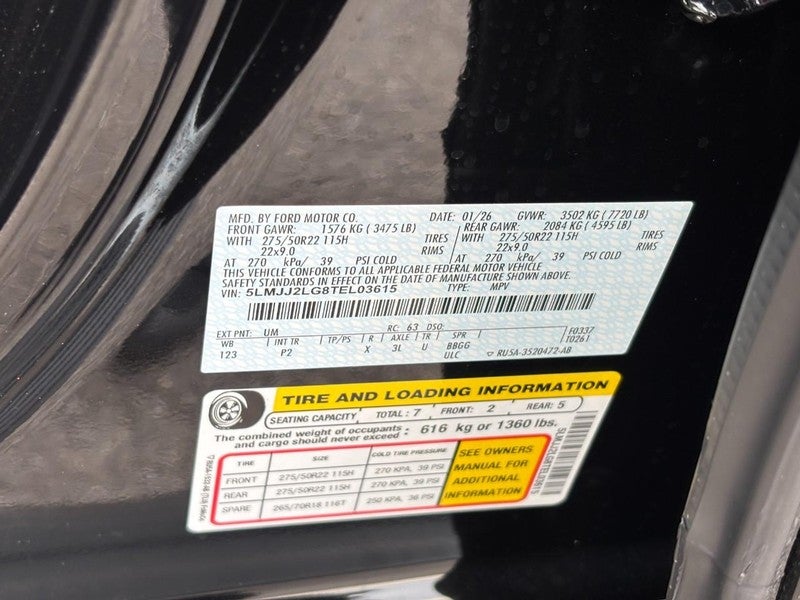 MFD. BY FORD MOTOR CO. DATE: 01/26 GVWR: 3502 KG ( 7720 LB)
FRONT GAWR: 1576 KG ( 3475 LB) REAR GAWR: 2084 KG ( 4595 LB)
WITH 275/50R22 115H TIRES WITH 275/50R22 115H TIRES
22x9.0 RIMS 22x9.0 RIMS
AT 270 kPa/ 39 PSI COLD AT 270 kPa/ 39 PSI COLD
THIS VEHICLE CONFORMS TO ALL APPLICABLE FEDERAL MOTOR VEHICLE
SAFETY STANDARDS IN EFFECT ON THE DATE OF MANUFACTURE SHOWN ABOVE.
VIN: 5LMJJ2LG8TEL03615 TYPE: MPV
EXT PNT: UM RC: 63 DSO: F0337
WB INT TR TP/PS R AXLE TR SPR T0261
123 P2 X 3L U BBGG
ULC RU5A-3520472-AB
TIRE AND LOADING INFORMATION
SEATING CAPACITY TOTAL: 7 FRONT: 2 REAR: 5
The combined weight of occupants and cargo should never exceed: 616 kg or 1360 lbs.
TIRE SIZE COLD TIRE PRESSURE
FRONT 275/50R22 115H 270 KPA, 39 PSI
REAR 275/50R22 115H 270 KPA, 39 PSI
SPARE 265/70R18 116T 250 KPA, 36 PSI
SEE OWNERS
MANUAL FOR
ADDITIONAL
INFORMATION
5LMJJ2LG8TEL03615